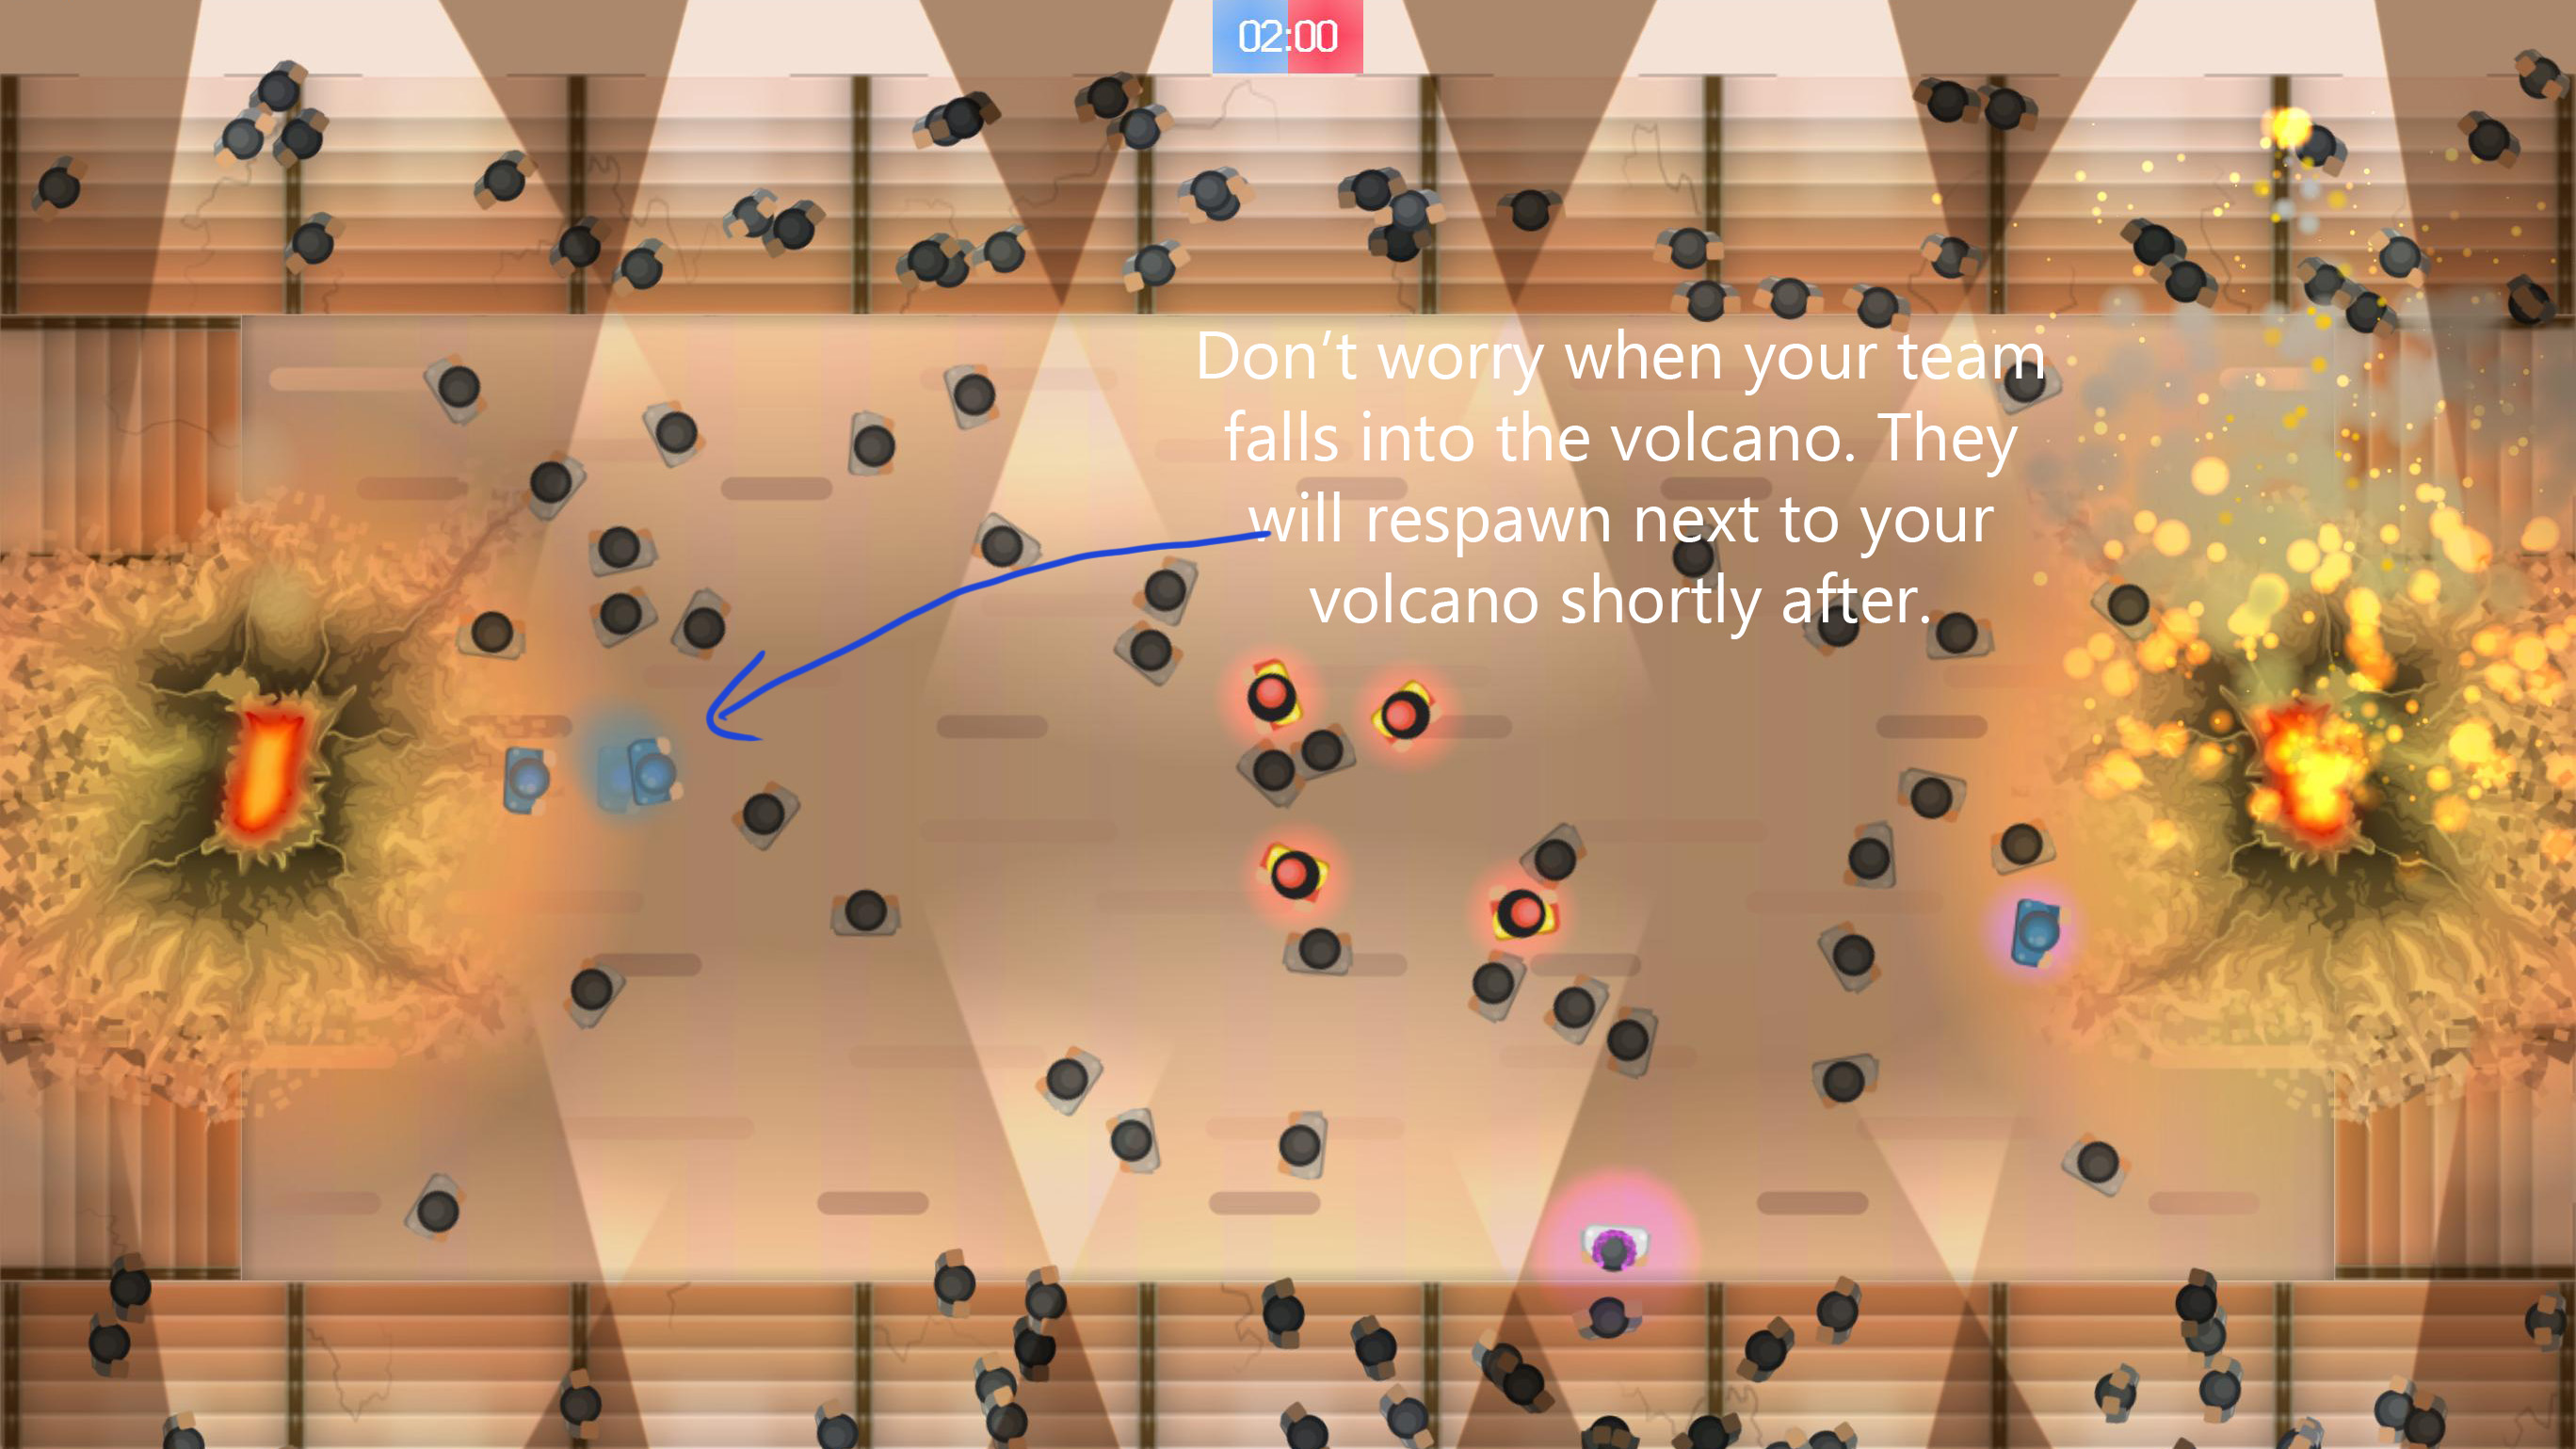 02:00
Don’t worry when your team
falls into the volcano. They
will respawn next to your
volcano shortly after.